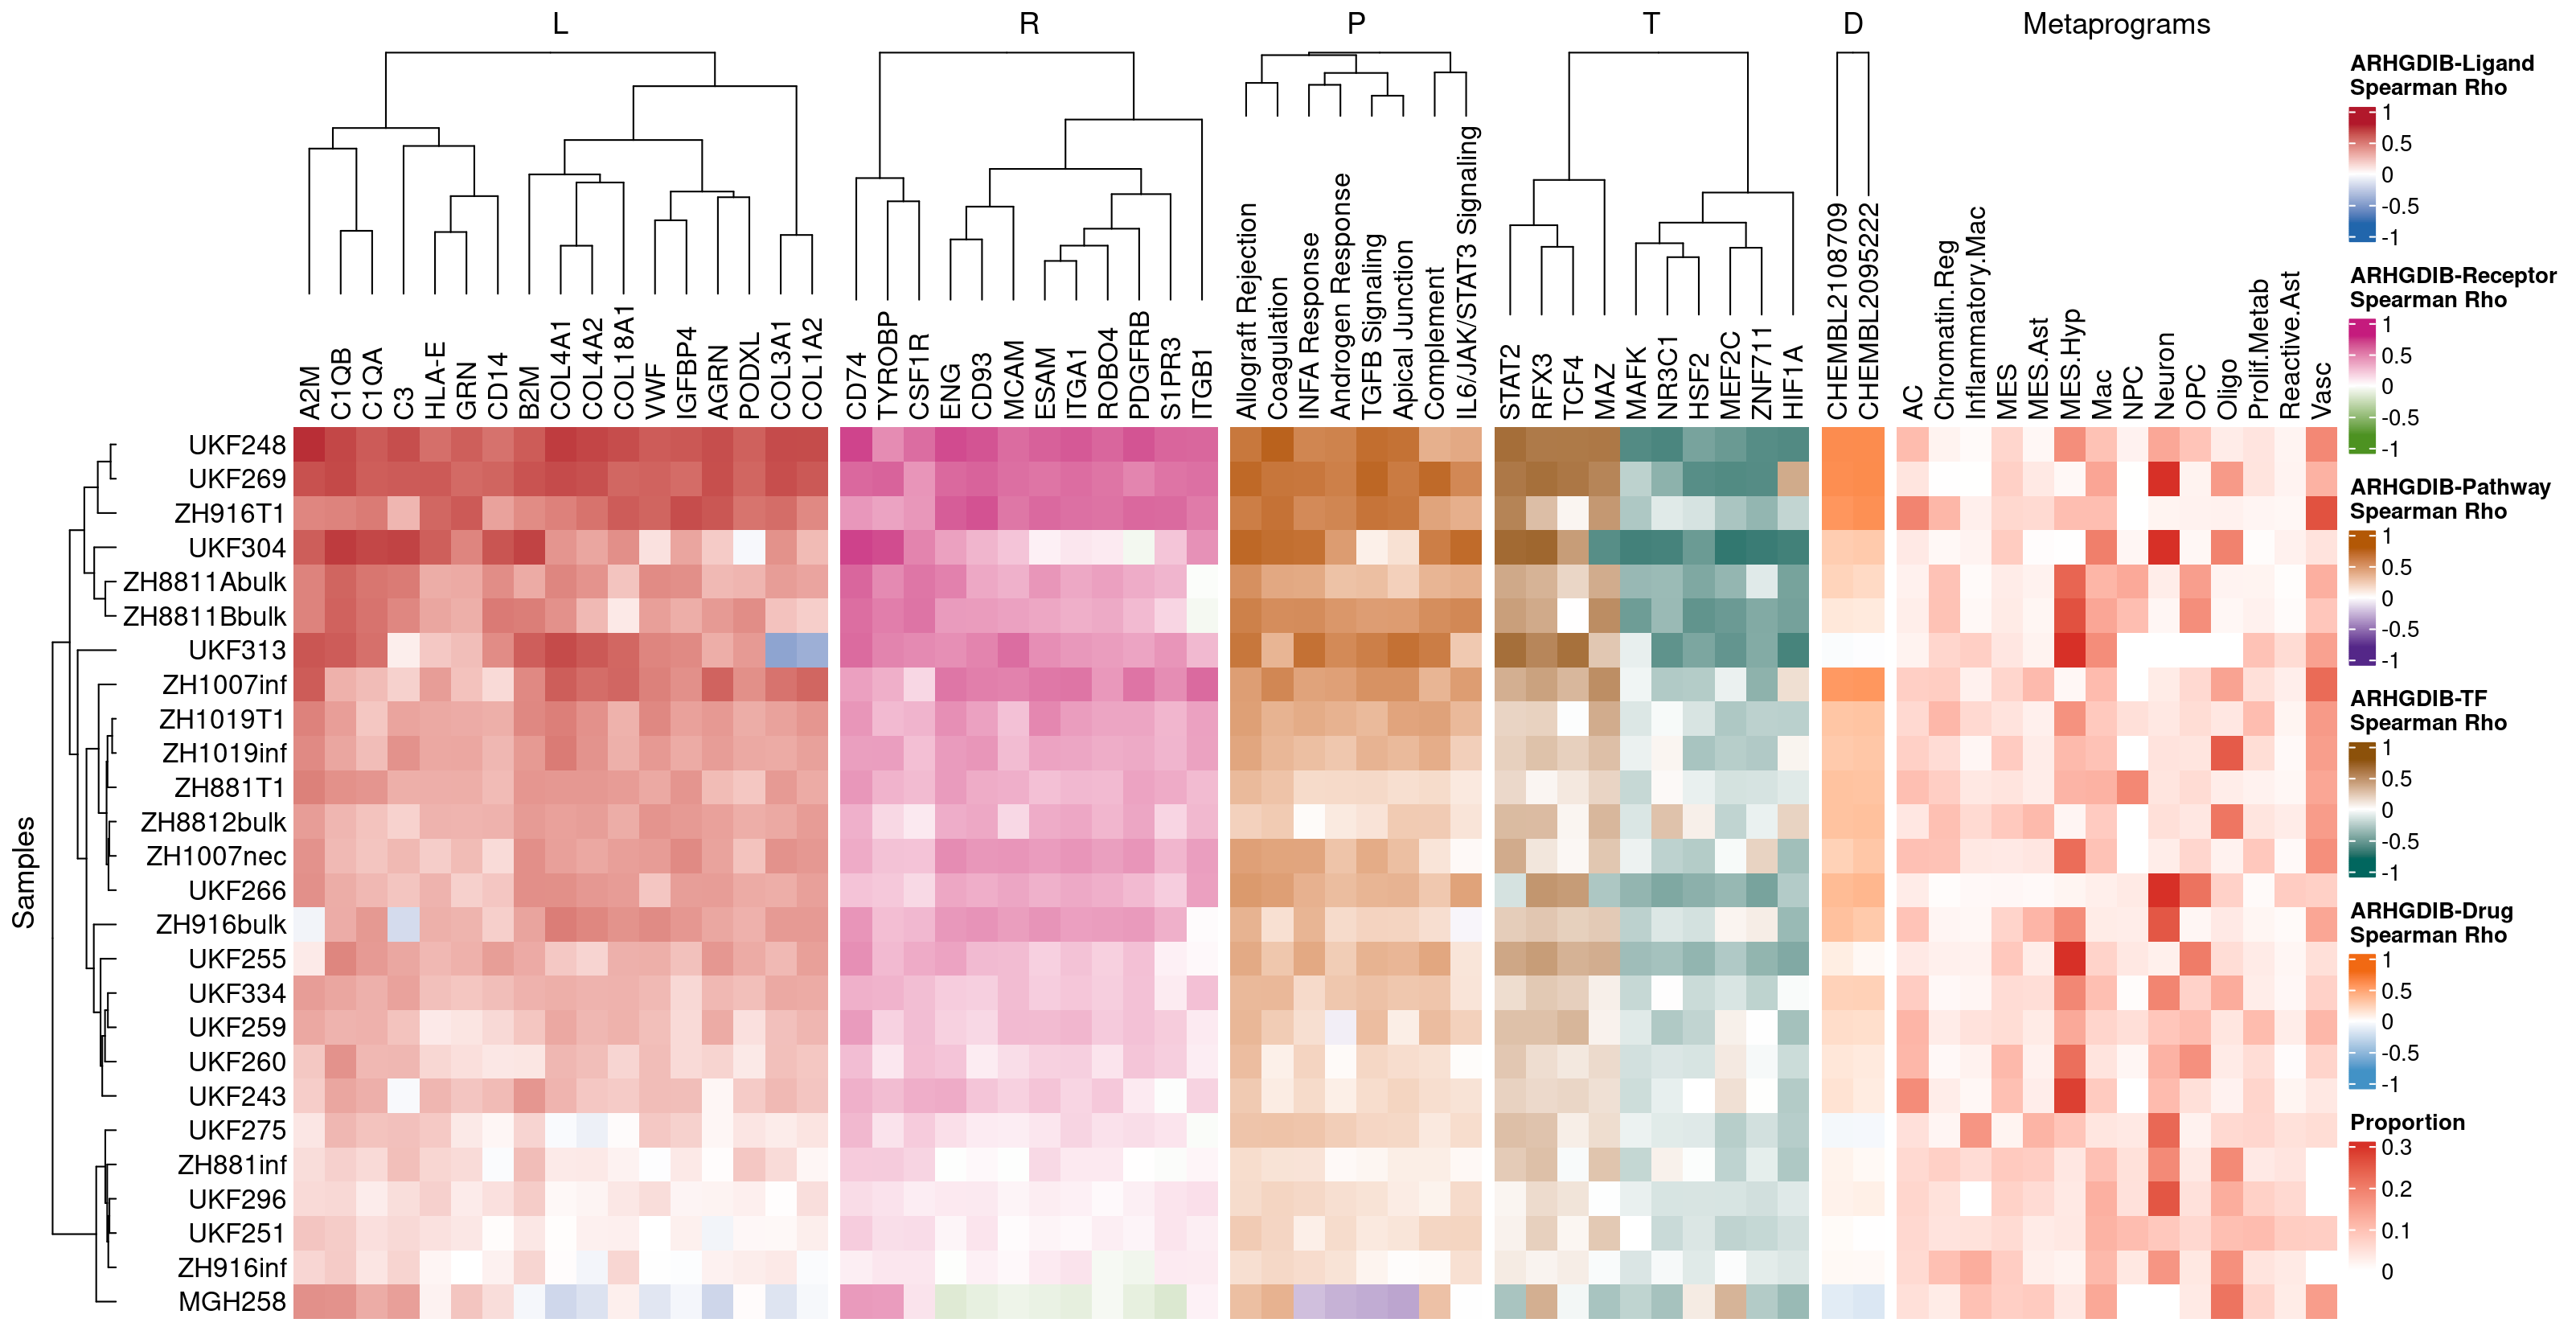 L R P T D Metaprograms
A2M
C1QB
C1QA
C3
HLA-E
GRN
CD14
B2M
COL4A1
COL4A2
COL18A1
VWF
IGFBP4
AGRN
PODXL
COL3A1
COL1A2
CD74
TYROBP
CSF1R
ENG
CD93
MCAM
ESAM
ITGA1
ROBO4
PDGFRB
S1PR3
ITGB1
Allograft Rejection
Coagulation
INFA Response
Androgen Response
TGFB Signaling
Apical Junction
Complement
IL6/JAK/STAT3 Signaling
STAT2
RFX3
TCF4
MAZ
MAFK
NR3C1
HSF2
MEF2C
ZNF711
HIF1A
CHEMBL2108709
CHEMBL2095222
AC
Chromatin.Reg
Inflammatory.Mac
MES
MES.Ast
MES.Hyp
Mac
NPC
Neuron
OPC
Oligo
Prolif.Metab
Reactive.Ast
Vasc
Samples
UKF248
UKF269
ZH916T1
UKF304
ZH8811Abulk
ZH8811Bbulk
UKF313
ZH1007inf
ZH1019T1
ZH1019inf
ZH881T1
ZH8812bulk
ZH1007nec
UKF266
ZH916bulk
UKF255
UKF334
UKF259
UKF260
UKF243
UKF275
ZH881inf
UKF296
UKF251
ZH916inf
MGH258
ARHGDIB-Ligand
Spearman Rho
1
0.5
0
-0.5
-1
ARHGDIB-Receptor
Spearman Rho
1
0.5
0
-0.5
-1
ARHGDIB-Pathway
Spearman Rho
1
0.5
0
-0.5
-1
ARHGDIB-TF
Spearman Rho
1
0.5
0
-0.5
-1
ARHGDIB-Drug
Spearman Rho
1
0.5
0
-0.5
-1
Proportion
0.3
0.2
0.1
0